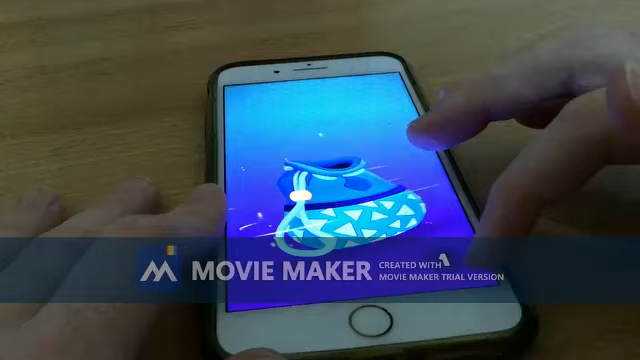 MOVIE MAKER
CREATED WITH
MOVIE MAKER TRIAL VERSION